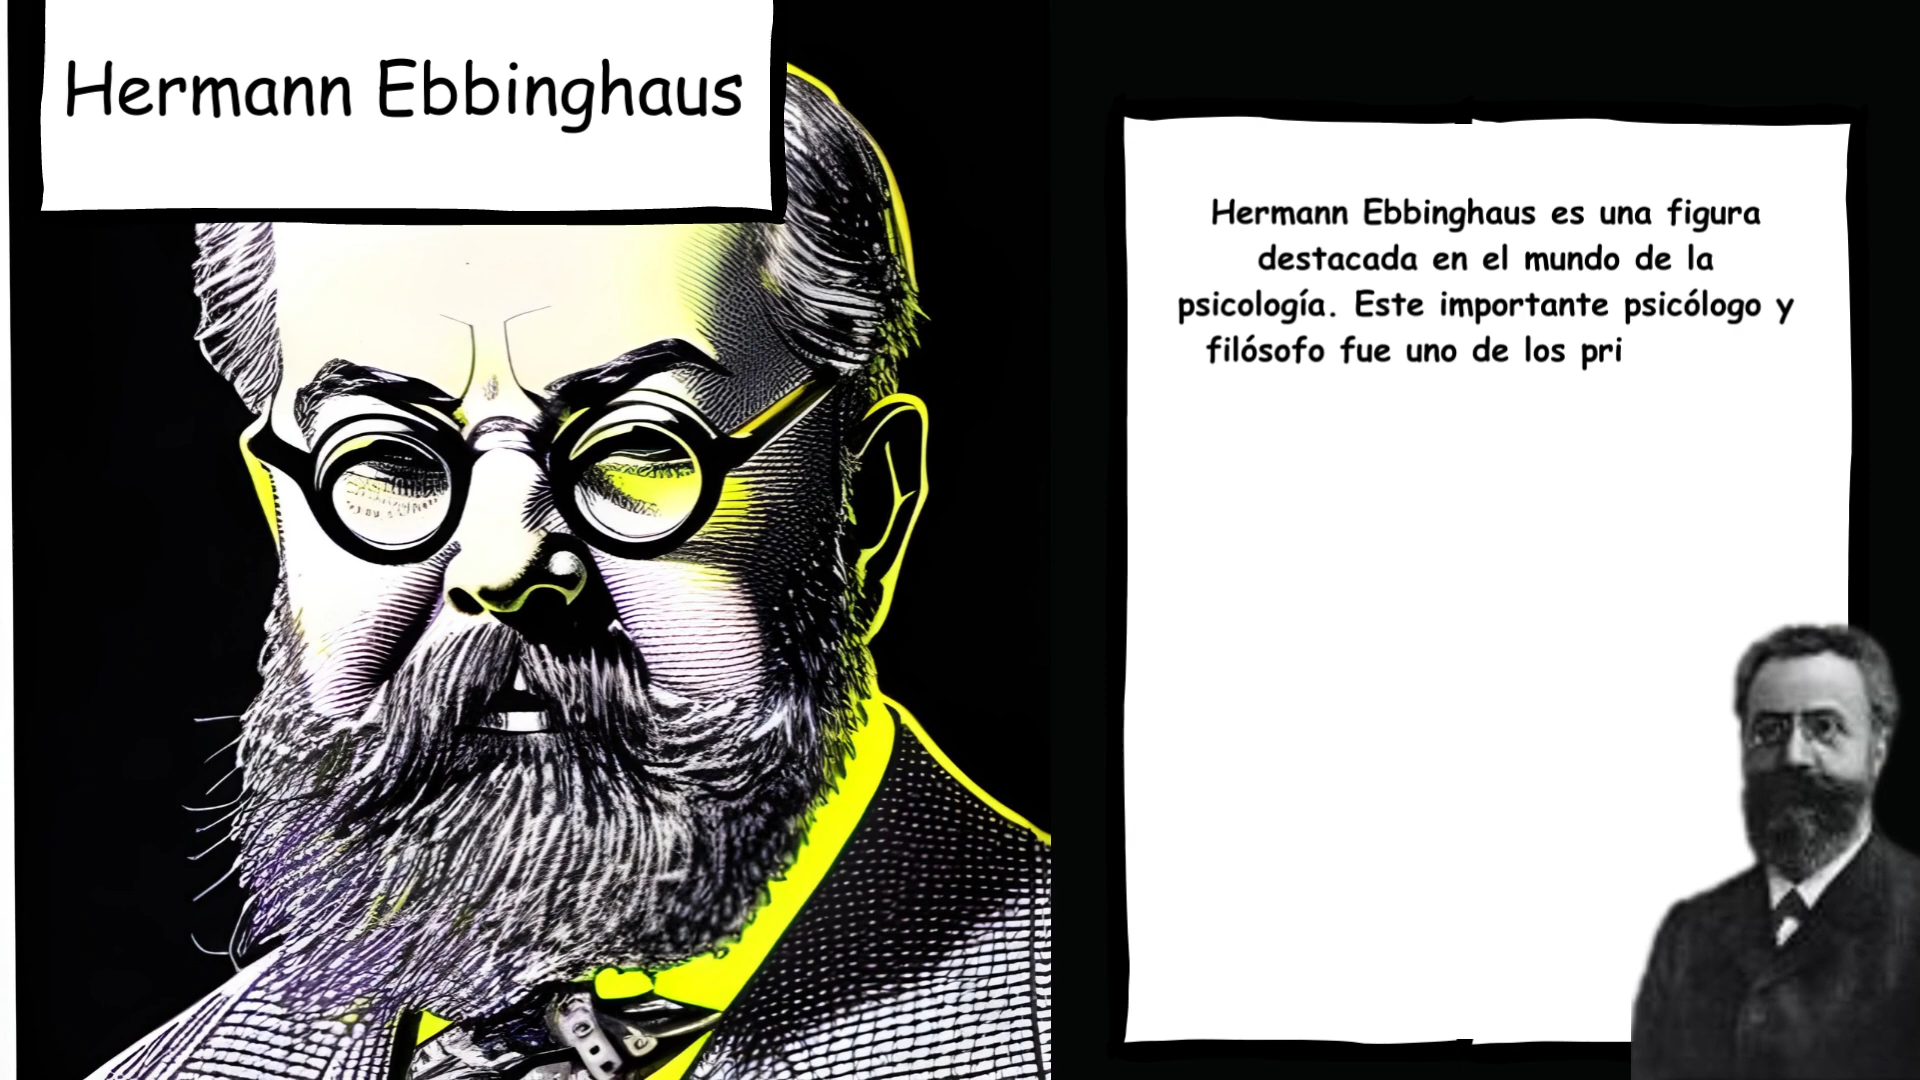 Hermann Ebbinghaus
Hermann Ebbinghaus es una figura
destacada en el mundo de la
psicología. Este importante psicólogo y
filósofo fue uno de los pri